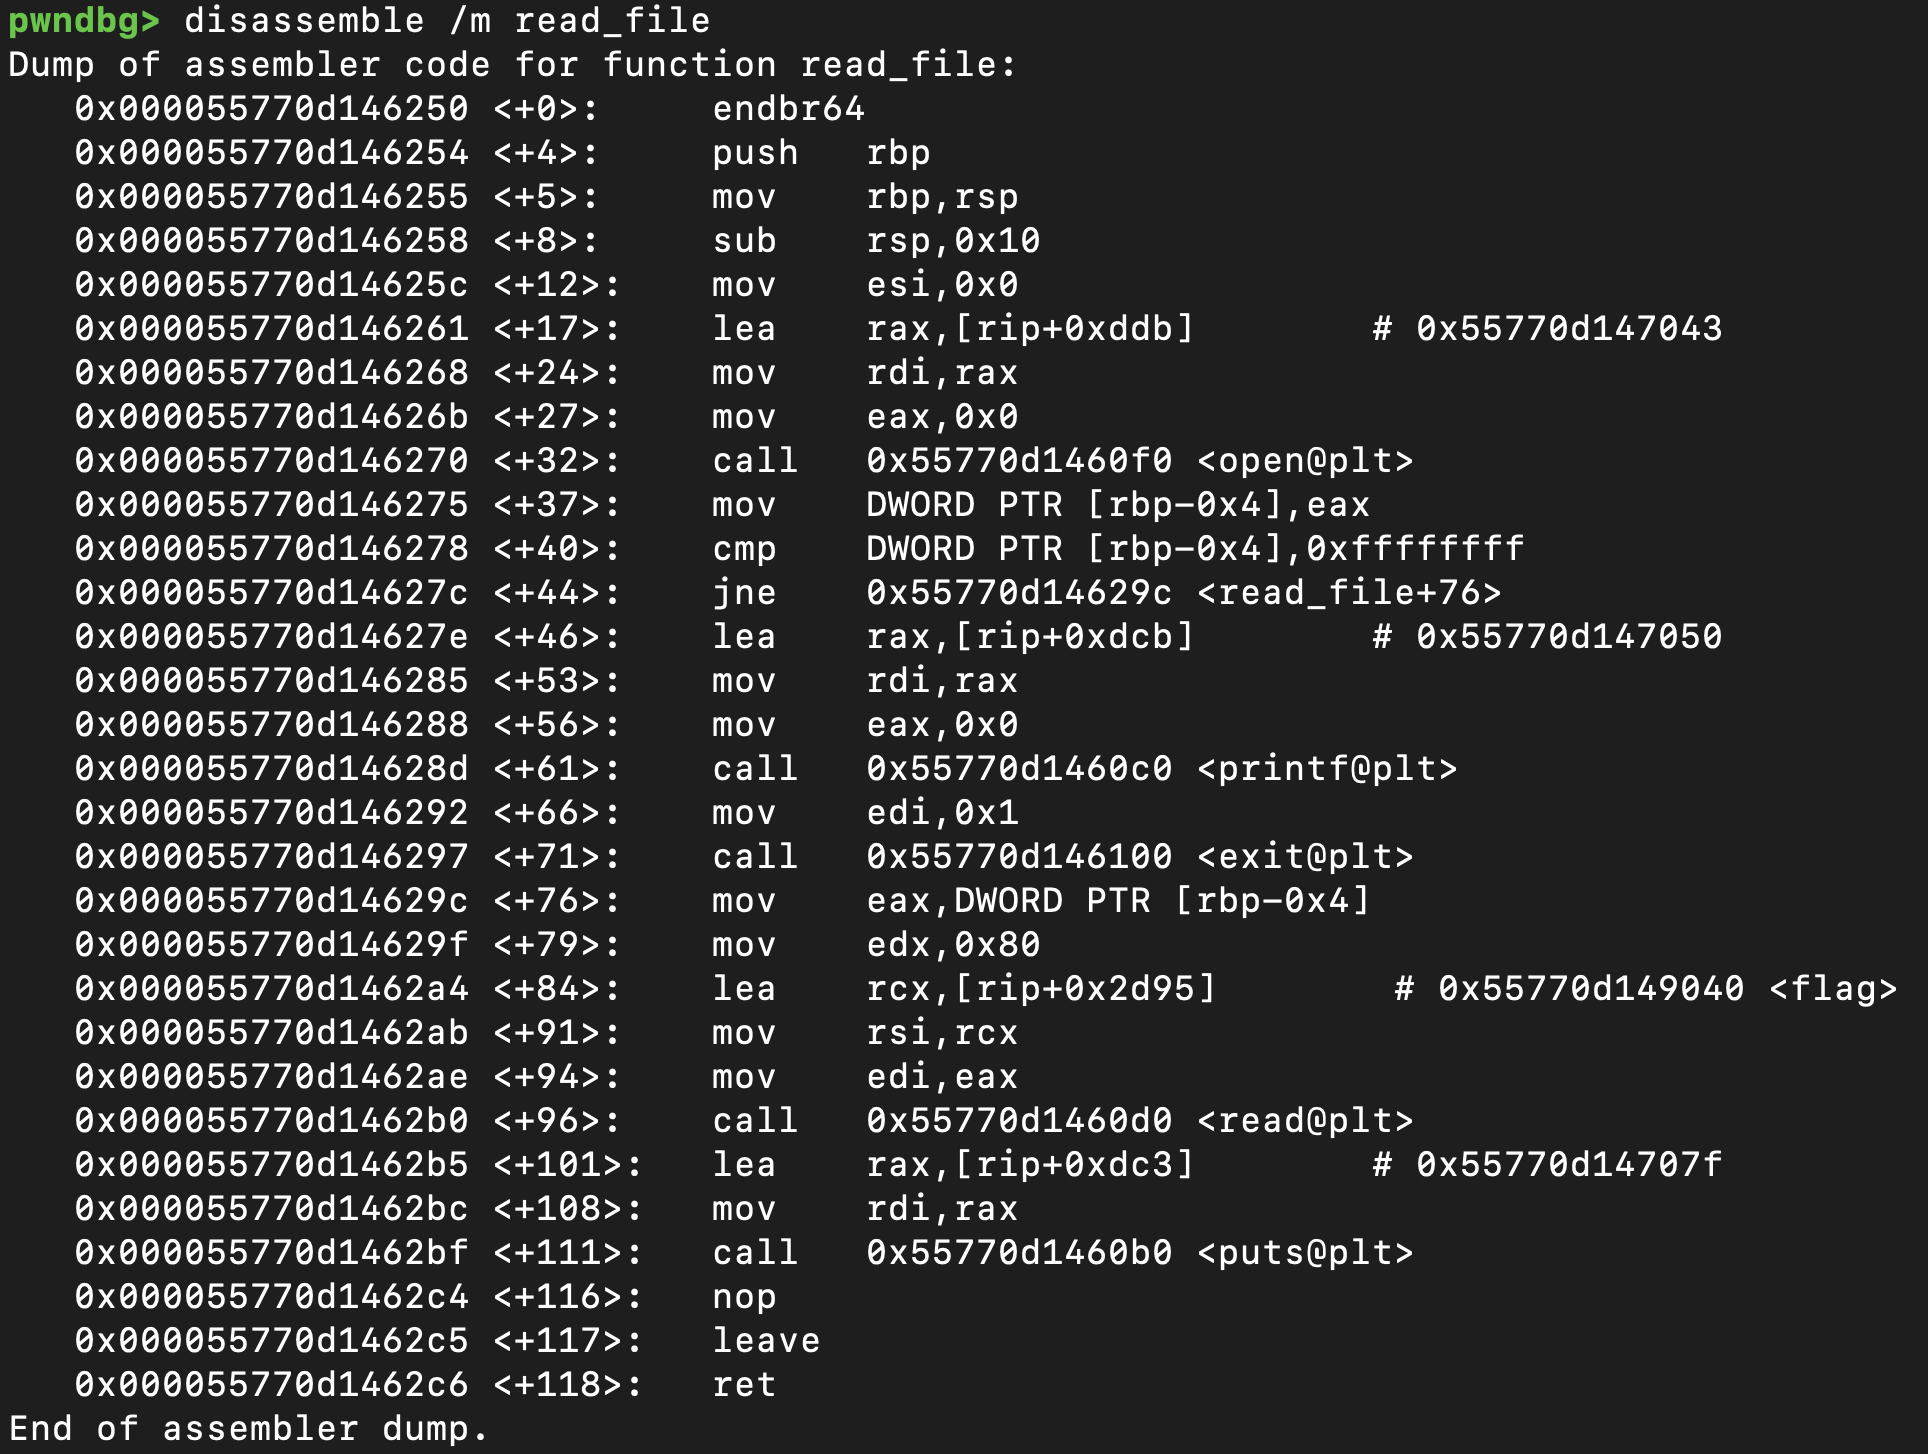 pwndbg> disassemble /m read_file
Dump of assembler code for function read_file:
   0x000055770d146250 <+0>:     endbr64
   0x000055770d146254 <+4>:     push   rbp
   0x000055770d146255 <+5>:     mov    rbp,rsp
   0x000055770d146258 <+8>:     sub    rsp,0x10
   0x000055770d14625c <+12>:    mov    esi,0x0
   0x000055770d146261 <+17>:    lea    rax,[rip+0xddb]        # 0x55770d147043
   0x000055770d146268 <+24>:    mov    rdi,rax
   0x000055770d14626b <+27>:    mov    eax,0x0
   0x000055770d146270 <+32>:    call   0x55770d1460f0 <open@plt>
   0x000055770d146275 <+37>:    mov    DWORD PTR [rbp-0x4],eax
   0x000055770d146278 <+40>:    cmp    DWORD PTR [rbp-0x4],0xffffffff
   0x000055770d14627c <+44>:    jne    0x55770d14629c <read_file+76>
   0x000055770d14627e <+46>:    lea    rax,[rip+0xdcb]        # 0x55770d147050
   0x000055770d146285 <+53>:    mov    rdi,rax
   0x000055770d146288 <+56>:    mov    eax,0x0
   0x000055770d14628d <+61>:    call   0x55770d1460c0 <printf@plt>
   0x000055770d146292 <+66>:    mov    edi,0x1
   0x000055770d146297 <+71>:    call   0x55770d146100 <exit@plt>
   0x000055770d14629c <+76>:    mov    eax,DWORD PTR [rbp-0x4]
   0x000055770d14629f <+79>:    mov    edx,0x80
   0x000055770d1462a4 <+84>:    lea    rcx,[rip+0x2d95]        # 0x55770d149040 <flag>
   0x000055770d1462ab <+91>:    mov    rsi,rcx
   0x000055770d1462ae <+94>:    mov    edi,eax
   0x000055770d1462b0 <+96>:    call   0x55770d1460d0 <read@plt>
   0x000055770d1462b5 <+101>:   lea    rax,[rip+0xdc3]        # 0x55770d14707f
   0x000055770d1462bc <+108>:   mov    rdi,rax
   0x000055770d1462bf <+111>:   call   0x55770d1460b0 <puts@plt>
   0x000055770d1462c4 <+116>:   nop
   0x000055770d1462c5 <+117>:   leave
   0x000055770d1462c6 <+118>:   ret
End of assembler dump.